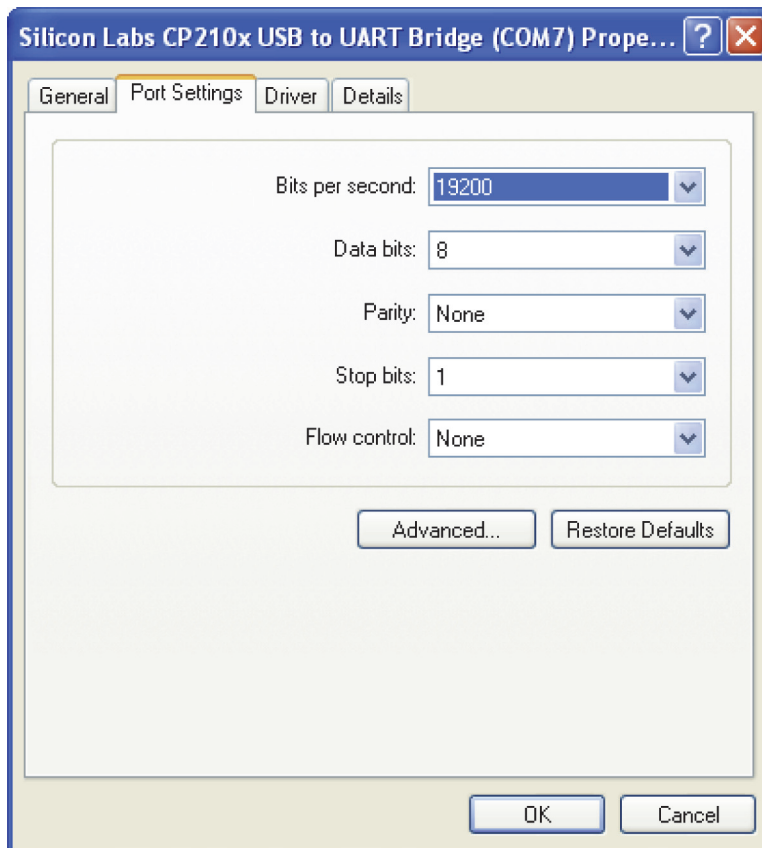 Silicon Labs CP210x USB to UART Bridge (COM7) Prope...
General Port Settings Driver Details
Bits per second: 19200
Data bits: 8
Parity: None
Stop bits: 1
Flow control: None
Advanced... Restore Defaults
OK Cancel